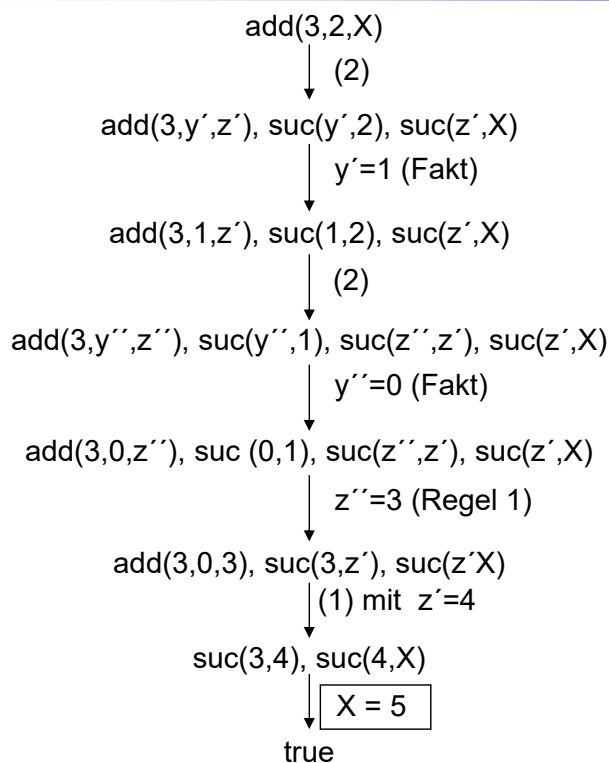 add(3,2,X)
(2)
add(3,y´,z´), suc(y´,2), suc(z´,X)
y´=1 (Fakt)
add(3,1,z´), suc(1,2), suc(z´,X)
(2)
add(3,y´´,z´´), suc(y´´,1), suc(z´´,z´), suc(z´,X)
y´´=0 (Fakt)
add(3,0,z´´), suc (0,1), suc(z´´,z´), suc(z´,X)
z´´=3 (Regel 1)
add(3,0,3), suc(3,z´), suc(z´X)
(1) mit z´=4
suc(3,4), suc(4,X)
X = 5
true